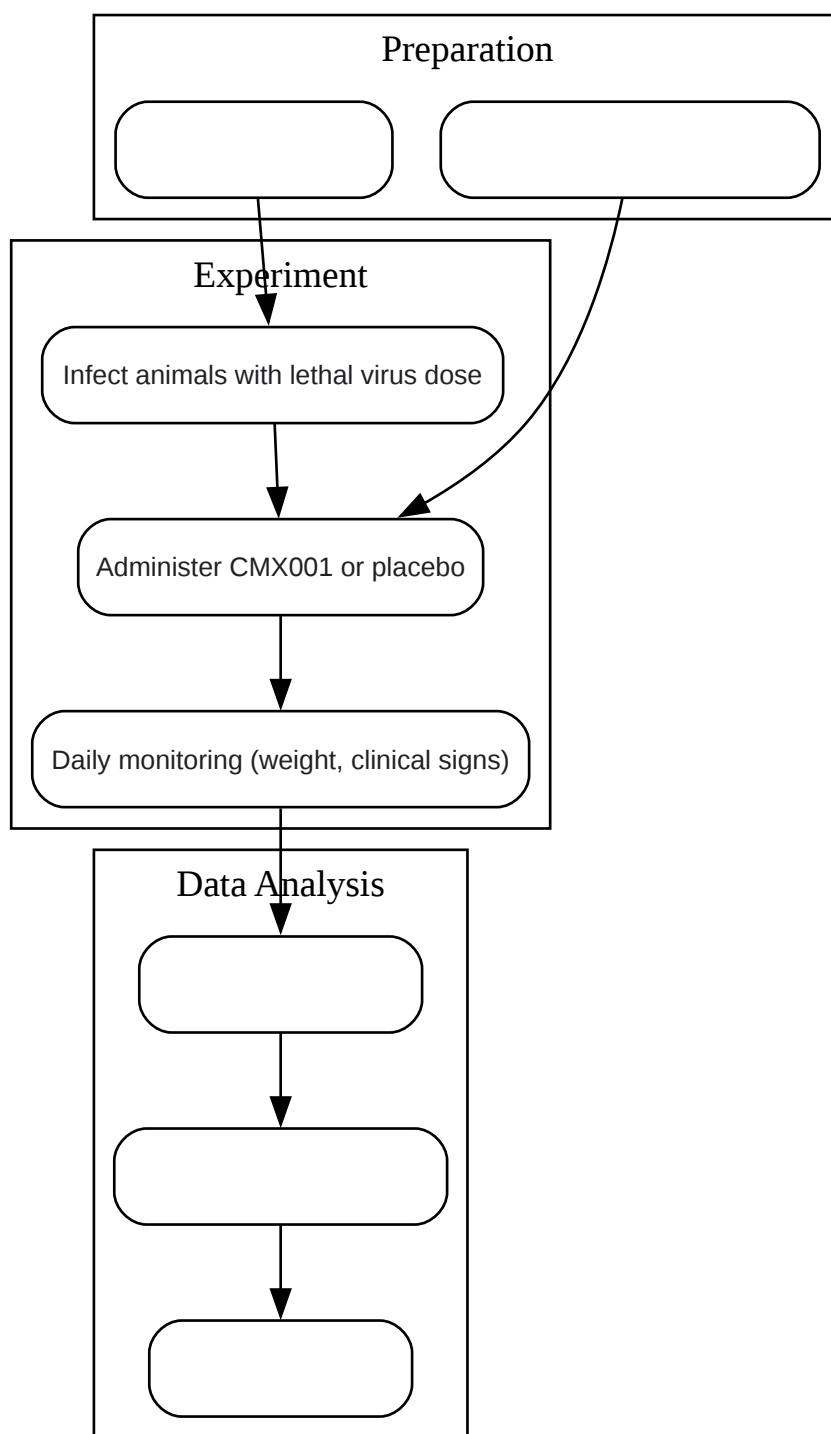 Preparation
Experiment
Infect animals with lethal virus dose
Administer CMX001 or placebo
Daily monitoring (weight, clinical signs)
Data Analysis